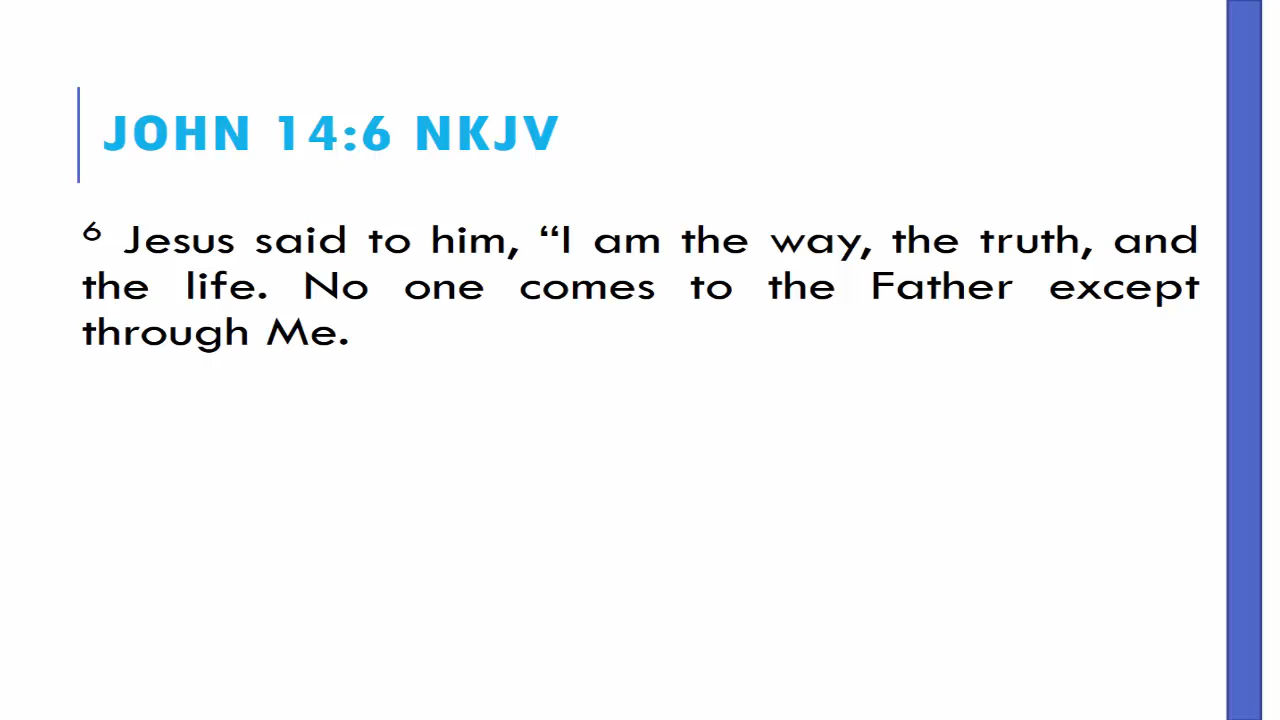 JOHN 14:6 NKJV
6 Jesus said to him, “I am the way, the truth, and
the life. No one comes to the Father except
through Me.